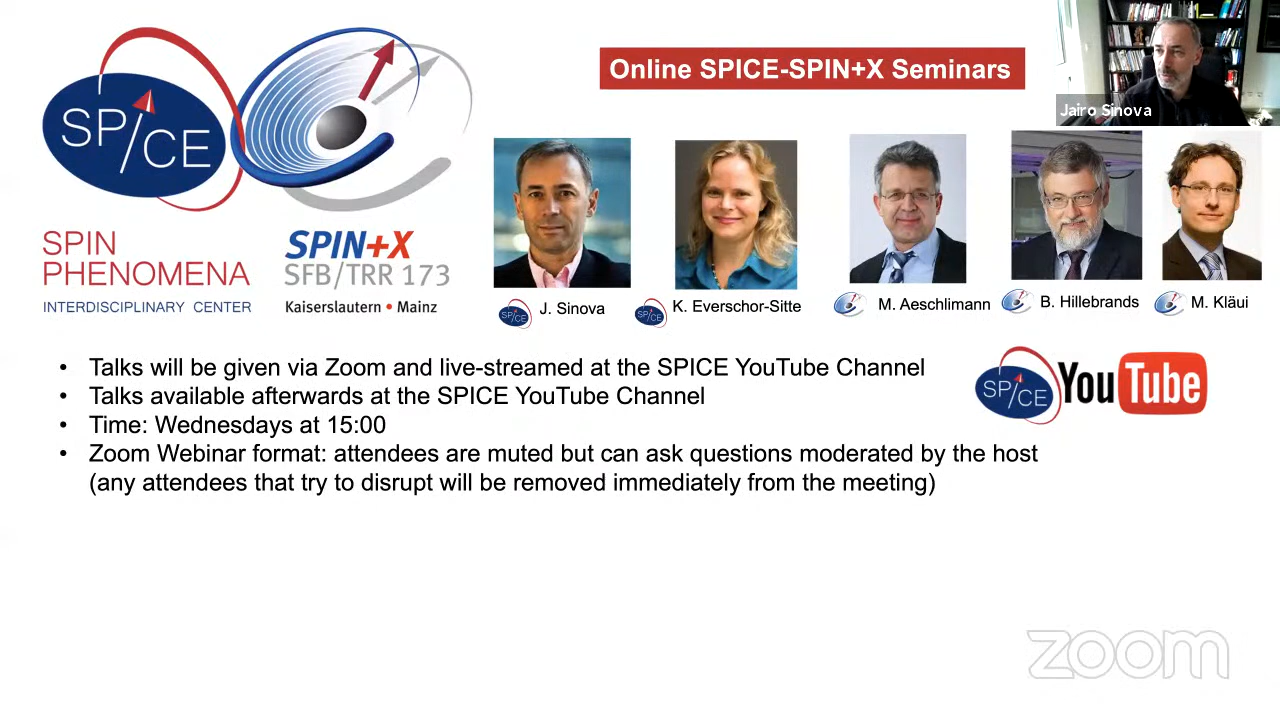 Online SPICE-SPIN+X Seminars
Jairo Sinova
SPICE
SPIN
PHENOMENA
INTERDISCIPLINARY CENTER
SPIN+X
SFB/TRR 173
Kaiserslautern • Mainz
SPICE
J. Sinova
SPICE
K. Everschor-Sitte
M. Aeschlimann
B. Hillebrands
M. Kläui
• Talks will be given via Zoom and live-streamed at the SPICE YouTube Channel
• Talks available afterwards at the SPICE YouTube Channel
• Time: Wednesdays at 15:00
• Zoom Webinar format: attendees are muted but can ask questions moderated by the host
(any attendees that try to disrupt will be removed immediately from the meeting)
SPICE
YouTube
zoom